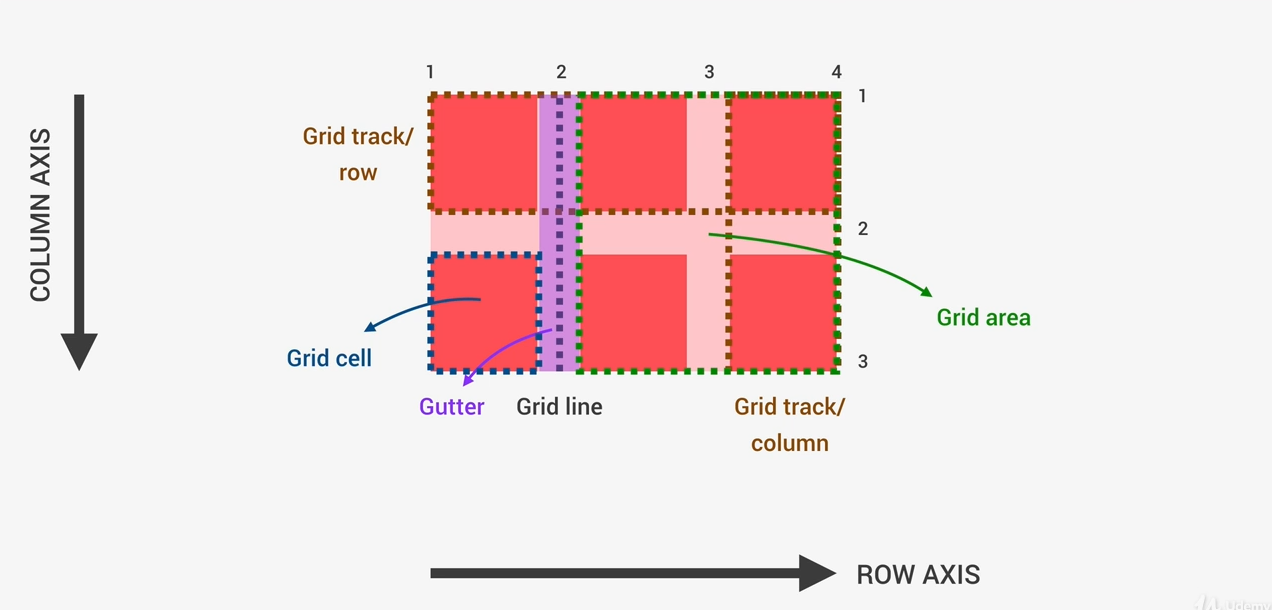 1 2 3 4
1
Grid track/
row
COLUMN AXIS
2
Grid area
3
Grid cell
Gutter
Grid line
Grid track/
column
ROW AXIS
Udemy